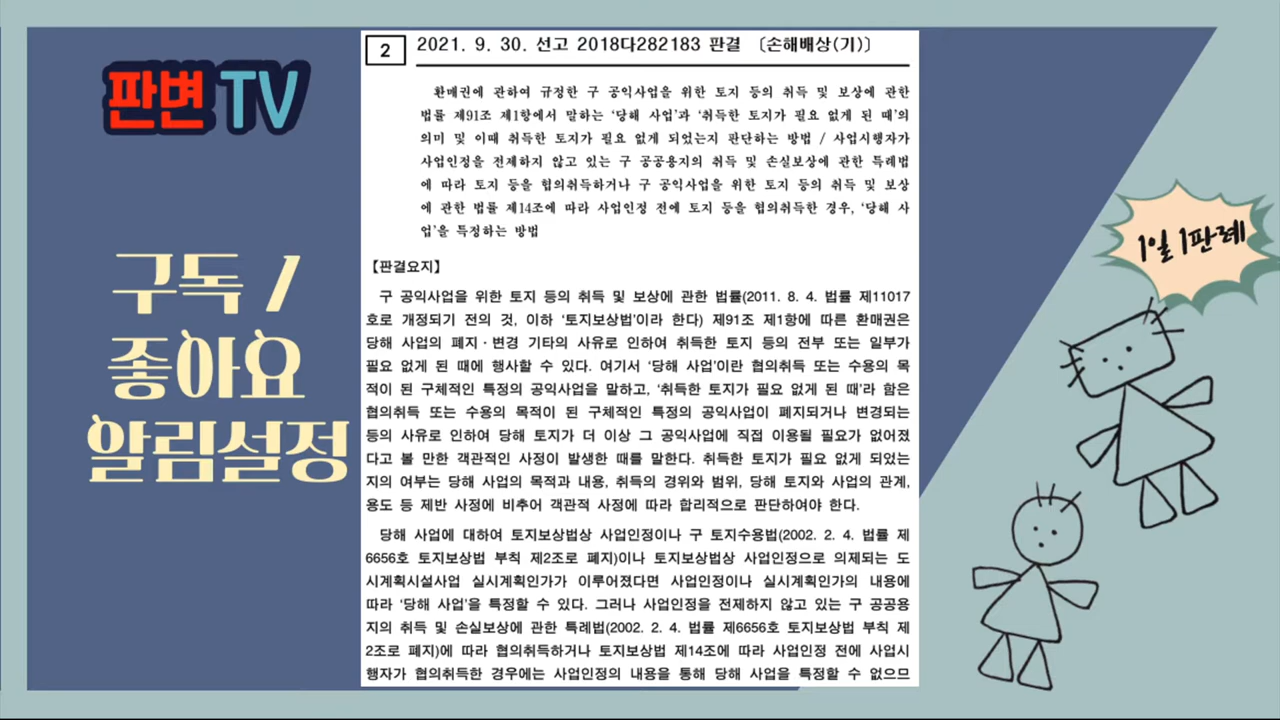 판변 TV
구독 /
좋아요
알림설정
2
2021. 9. 30. 선고 2018다282183 판결 〔손해배상(기)〕
환매권에 관하여 규정한 구 공익사업을 위한 토지 등의 취득 및 보상에 관한
법률 제91조 제1항에서 말하는 ‘당해 사업’과 ‘취득한 토지가 필요 없게 된 때’의
의미 및 이때 취득한 토지가 필요 없게 되었는지 판단하는 방법 / 사업시행자가
사업인정을 전제하지 않고 있는 구 공공용지의 취득 및 손실보상에 관한 특례법
에 따라 토지 등을 협의취득하거나 구 공익사업을 위한 토지 등의 취득 및 보상
에 관한 법률 제14조에 따라 사업인정 전에 토지 등을 협의취득한 경우, ‘당해 사
업’을 특정하는 방법
【판결요지】
구 공익사업을 위한 토지 등의 취득 및 보상에 관한 법률(2011. 8. 4. 법률 제11017
호로 개정되기 전의 것, 이하 ‘토지보상법’이라 한다) 제91조 제1항에 따른 환매권은
당해 사업의 폐지·변경 기타의 사유로 인하여 취득한 토지 등의 전부 또는 일부가
필요 없게 된 때에 행사할 수 있다. 여기서 ‘당해 사업’이란 협의취득 또는 수용의 목
적이 된 구체적인 특정의 공익사업을 말하고, ‘취득한 토지가 필요 없게 된 때’라 함은
협의취득 또는 수용의 목적이 된 구체적인 특정의 공익사업이 폐지되거나 변경되는
등의 사유로 인하여 당해 토지가 더 이상 그 공익사업에 직접 이용될 필요가 없어졌
다고 볼 만한 객관적인 사정이 발생한 때를 말한다. 취득한 토지가 필요 없게 되었는
지의 여부는 당해 사업의 목적과 내용, 취득의 경위와 범위, 당해 토지와 사업의 관계,
용도 등 제반 사정에 비추어 객관적 사정에 따라 합리적으로 판단하여야 한다.
당해 사업에 대하여 토지보상법상 사업인정이나 구 토지수용법(2002. 2. 4. 법률 제
6656호 토지보상법 부칙 제2조로 폐지)이나 토지보상법상 사업인정으로 의제되는 도
시계획시설사업 실시계획인가가 이루어졌다면 사업인정이나 실시계획인가의 내용에
따라 ‘당해 사업’을 특정할 수 있다. 그러나 사업인정을 전제하지 않고 있는 구 공공용
지의 취득 및 손실보상에 관한 특례법(2002. 2. 4. 법률 제6656호 토지보상법 부칙 제
2조로 폐지)에 따라 협의취득하거나 토지보상법 제14조에 따라 사업인정 전에 사업시
행자가 협의취득한 경우에는 사업인정의 내용을 통해 당해 사업을 특정할 수 없으므
1일 1판례